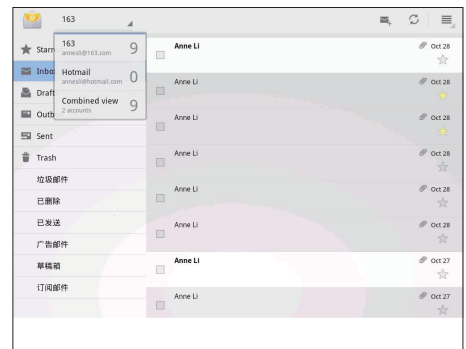 163
163
annesli@163.com
9
Hotmail
annesli@hotmail.com
0
Combined view
2 accounts
9
Starr
Inbo
Draft
Outb
Sent
Trash
垃圾邮件
已删除
已发送
广告邮件
草稿箱
订阅邮件
Anne Li
Oct 28
Anne Li
Oct 28
Anne Li
Oct 28
Anne Li
Oct 28
Anne Li
Oct 28
Anne Li
Oct 28
Anne Li
Oct 27
Anne Li
Oct 27